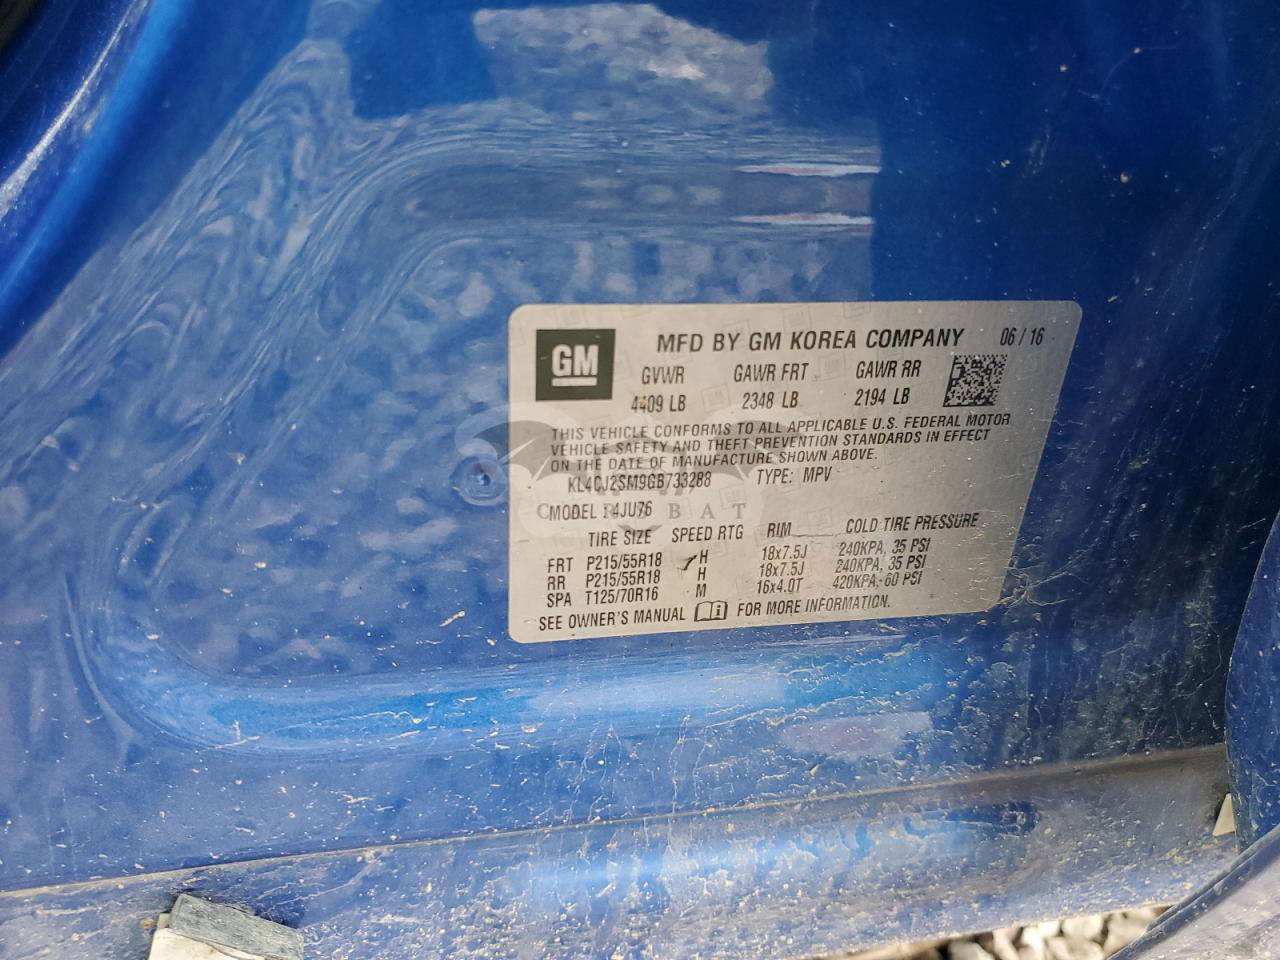 GM
MFD BY GM KOREA COMPANY 06 / 16
GVWR GAWR FRT GAWR RR
4409 LB 2348 LB 2194 LB
THIS VEHICLE CONFORMS TO ALL APPLICABLE U.S. FEDERAL MOTOR
VEHICLE SAFETY AND THEFT PREVENTION STANDARDS IN EFFECT
ON THE DATE OF MANUFACTURE SHOWN ABOVE.
KL4CJ2SM9GB733288 TYPE: MPV
MODEL : 4JU76
TIRE SIZE SPEED RTG RIM COLD TIRE PRESSURE
FRT P215/55R18 H 18x7.5J 240KPA, 35 PSI
RR P215/55R18 H 18x7.5J 240KPA, 35 PSI
SPA T125/70R16 M 16x4.0T 420KPA, 60 PSI
SEE OWNER'S MANUAL FOR MORE INFORMATION.